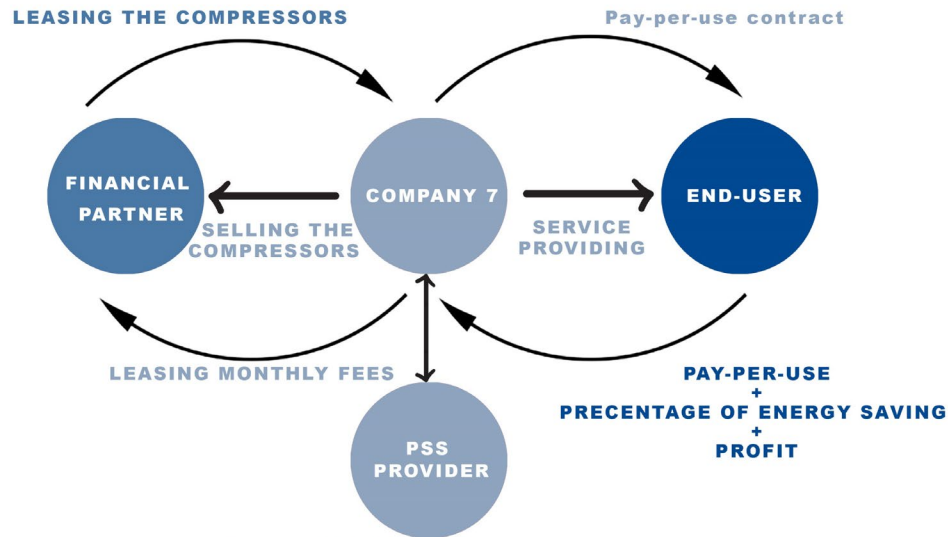 LEASING THE COMPRESSORS
Pay-per-use contract
FINANCIAL
PARTNER
COMPANY 7
END-USER
SELLING THE
COMPRESSORS
SERVICE
PROVIDING
LEASING MONTHLY FEES
PAY-PER-USE
+
PRECENTAGE OF ENERGY SAVING
+
PROFIT
PSS
PROVIDER